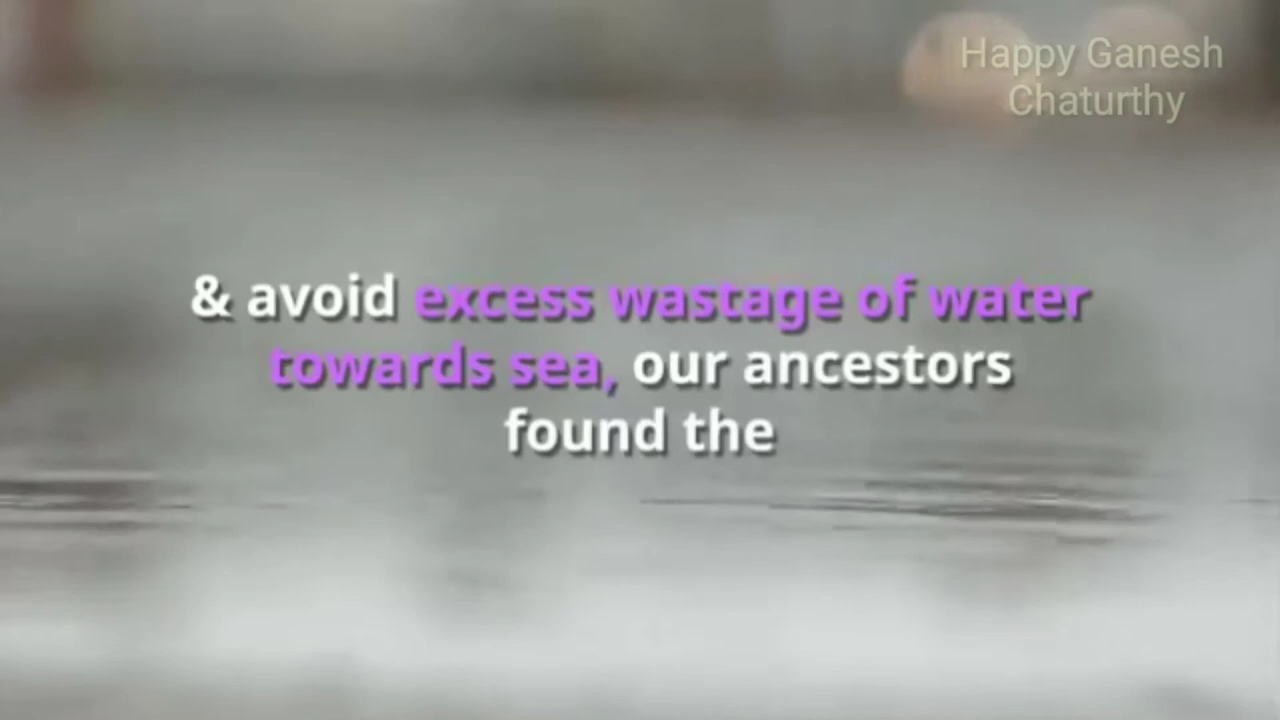 Happy Ganesh
Chaturthy
& avoid excess wastage of water
towards sea, our ancestors
found the